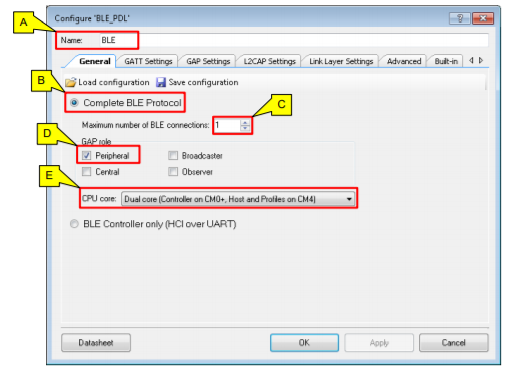 Configure 'BLE_PDL'
A
Name: BLE
General GATT Settings GAP Settings L2CAP Settings Link Layer Settings Advanced Built-in
Load configuration Save configuration
B
Complete BLE Protocol
C
Maximum number of BLE connections: 1
D
GAP role
Peripheral Broadcaster
Central Observer
E
CPU core: Dual core (Controller on CM0+, Host and Profiles on CM4)
BLE Controller only (HCI over UART)
Datasheet OK Apply Cancel